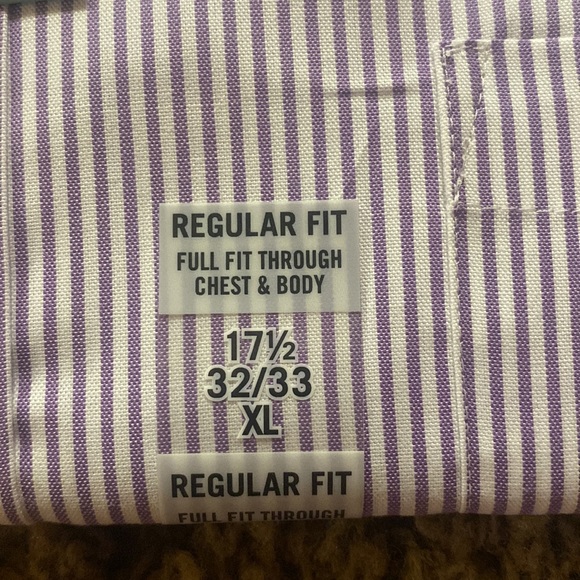 REGULAR FIT
FULL FIT THROUGH
CHEST & BODY
17½
32/33
XL
REGULAR FIT
FULL FIT THROUGH